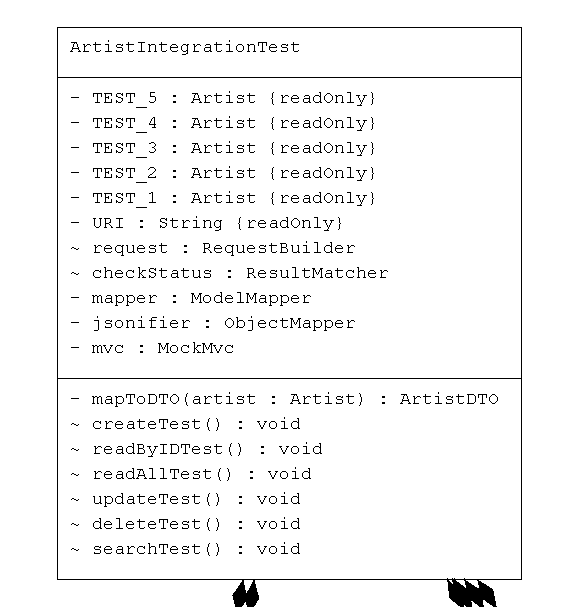 ArtistIntegrationTest
- TEST_5 : Artist {readOnly}
- TEST_4 : Artist {readOnly}
- TEST_3 : Artist {readOnly}
- TEST_2 : Artist {readOnly}
- TEST_1 : Artist {readOnly}
- URI : String {readOnly}
~ request : RequestBuilder
~ checkStatus : ResultMatcher
- mapper : ModelMapper
- jsonifier : ObjectMapper
- mvc : MockMvc
- mapToDTO(artist : Artist) : ArtistDTO
~ createTest() : void
~ readByIDTest() : void
~ readAllTest() : void
~ updateTest() : void
~ deleteTest() : void
~ searchTest() : void